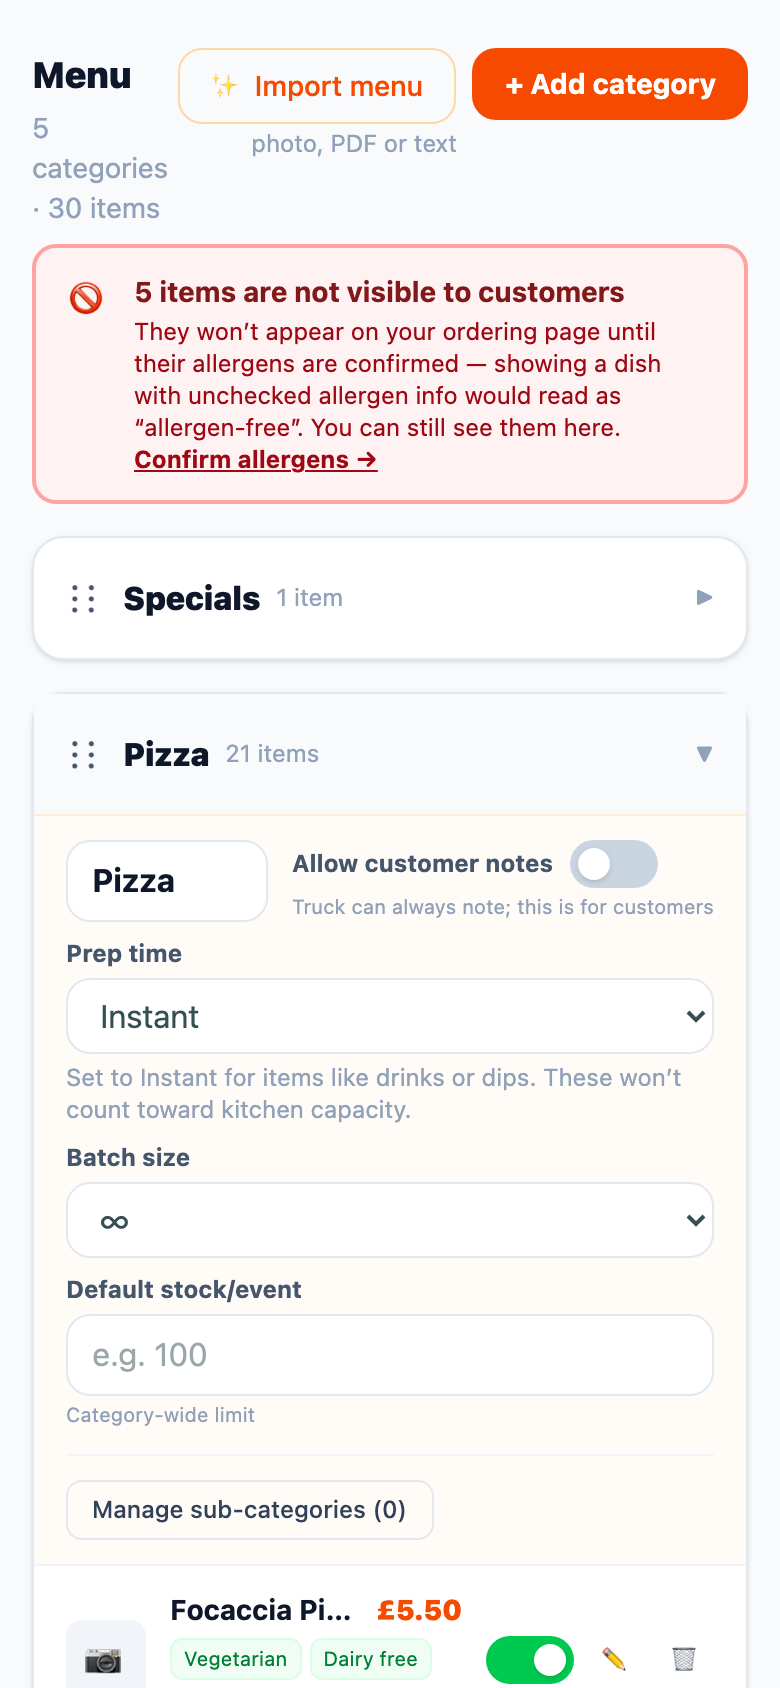 Menu
5
categories
· 30 items
✨ Import menu
photo, PDF or text
+ Add category
5 items are not visible to customers
They won’t appear on your ordering page until
their allergens are confirmed — showing a dish
with unchecked allergen info would read as
“allergen-free”. You can still see them here.
Confirm allergens →
Specials 1 item
Pizza 21 items
Pizza
Allow customer notes
Truck can always note; this is for customers
Prep time
Instant
Set to Instant for items like drinks or dips. These won’t
count toward kitchen capacity.
Batch size
∞
Default stock/event
e.g. 100
Category-wide limit
Manage sub-categories (0)
Focaccia Pi... £5.50
Vegetarian Dairy free